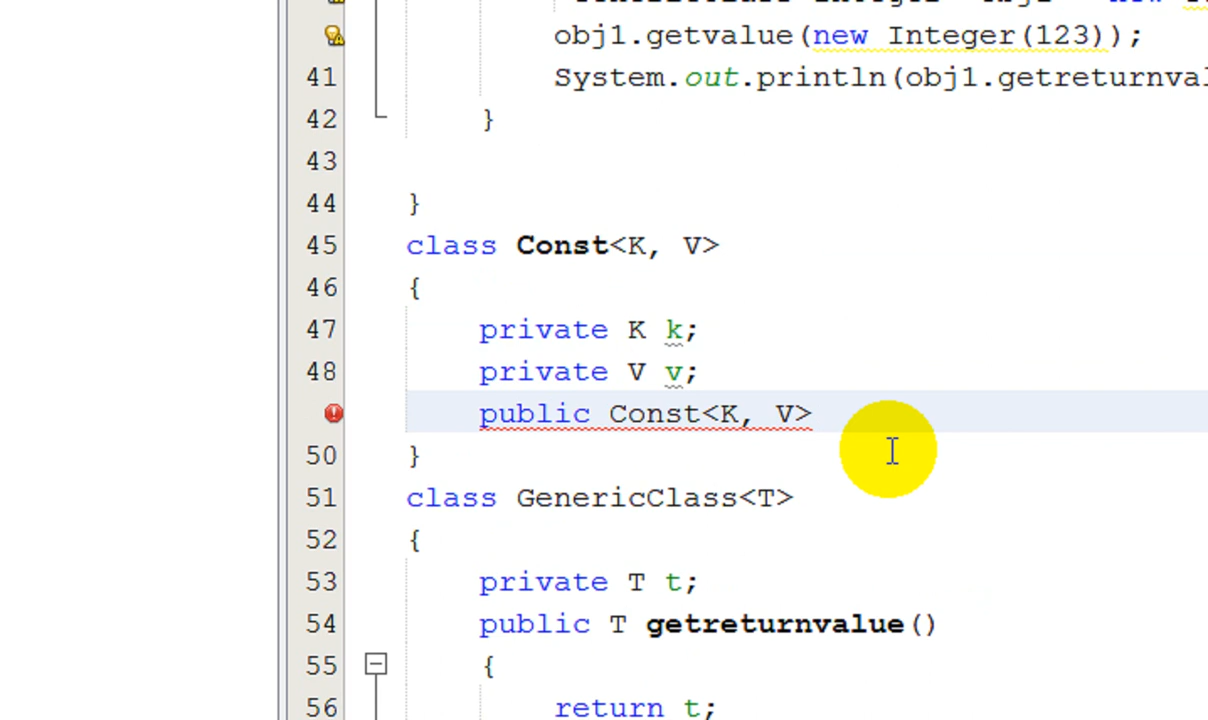 obj1.getvalue(new Integer(123));
41 System.out.println(obj1.getreturnval
42 }
43
44 }
45 class Const<K, V>
46 {
47 private K k;
48 private V v;
public Const<K, V>
50 }
51 class GenericClass<T>
52 {
53 private T t;
54 public T getreturnvalue()
55 {
56 return t;